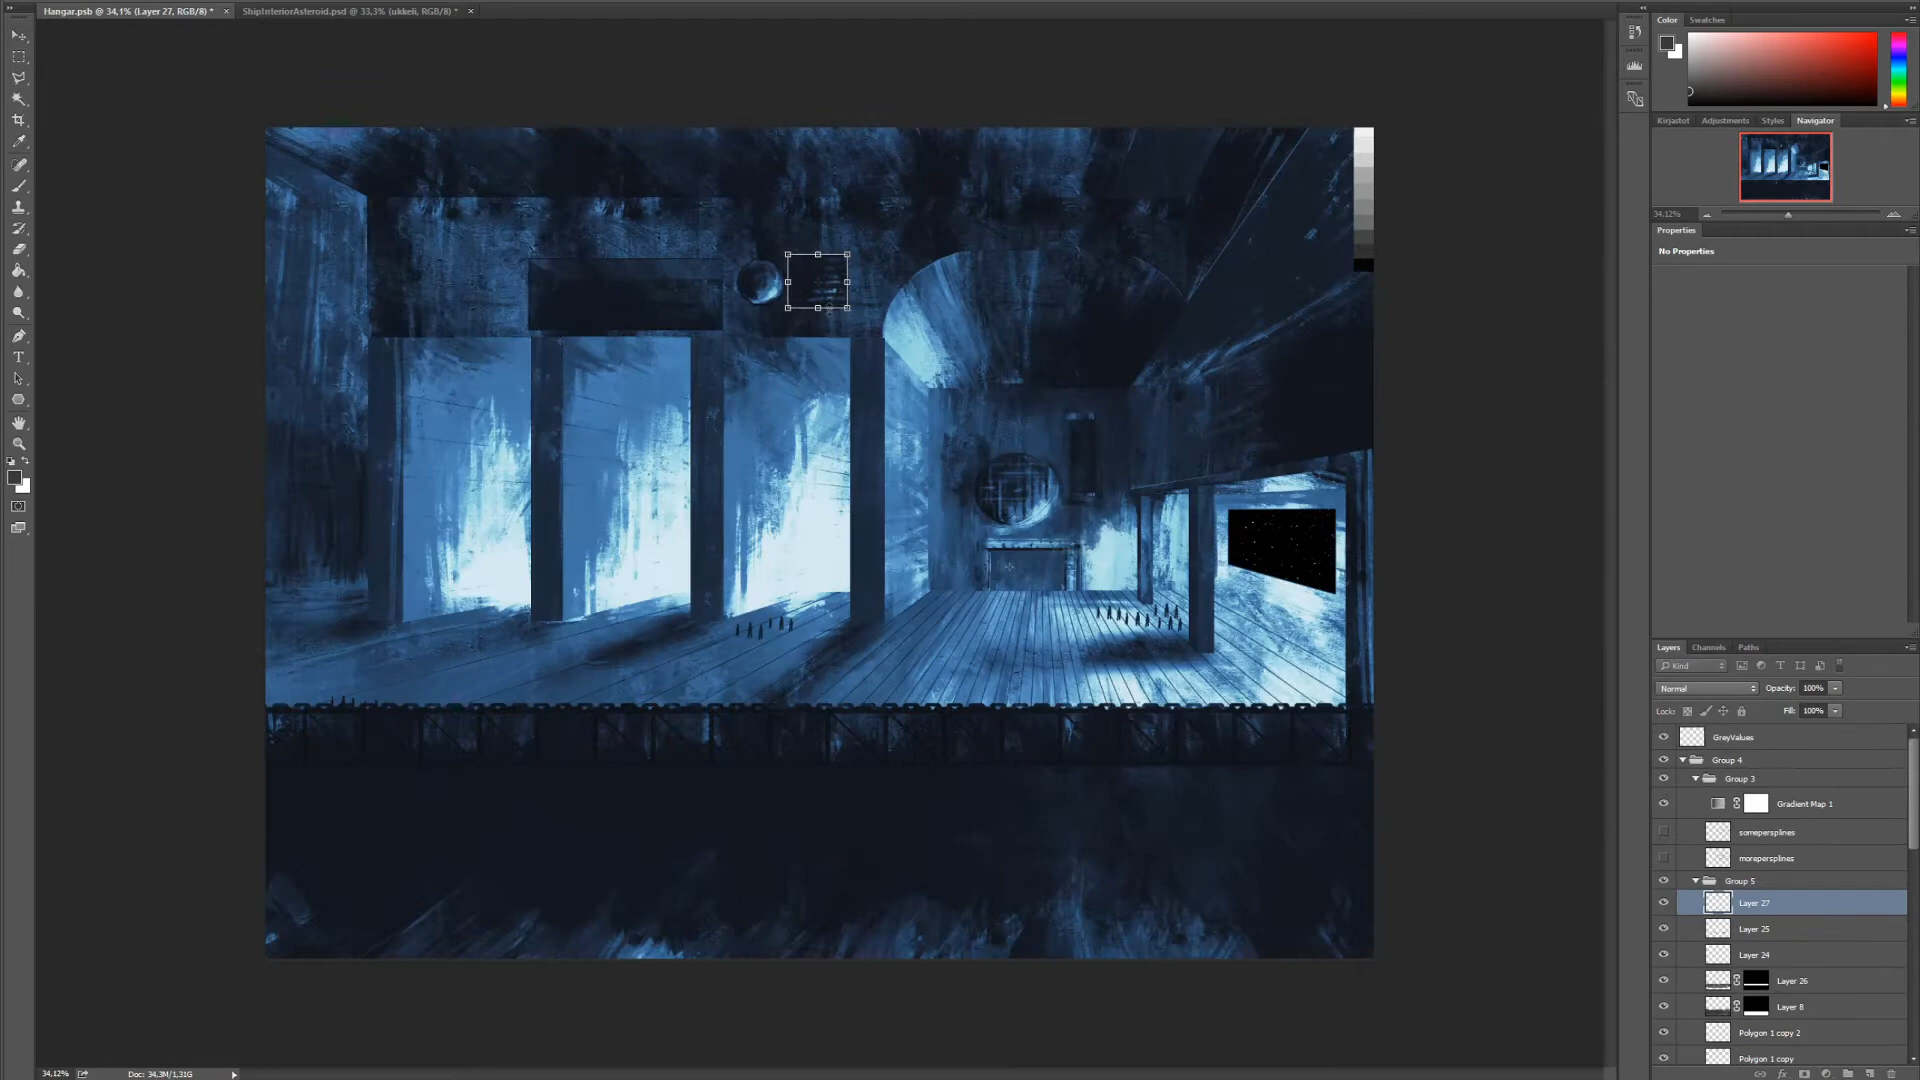 Hangar.psb @ 34,1% (Layer 27, RGB/8) *
ShipInteriorAsteroid.psd @ 33,3% (ukkeli, RGB/8) *
Color
Swatches
Kirjastot
Adjustments
Styles
Navigator
34,12%
Properties
No Properties
Layers
Channels
Paths
Kind
Normal
Opacity: 100%
Lock:
Fill: 100%
GreyValues
Group 4
Group 3
Gradient Map 1
somepersplines
morepersplines
Group 5
Layer 27
Layer 25
Layer 24
Layer 26
Layer 8
Polygon 1 copy 2
Polygon 1 copy
34,12%
Doc: 34,3M/1,31G